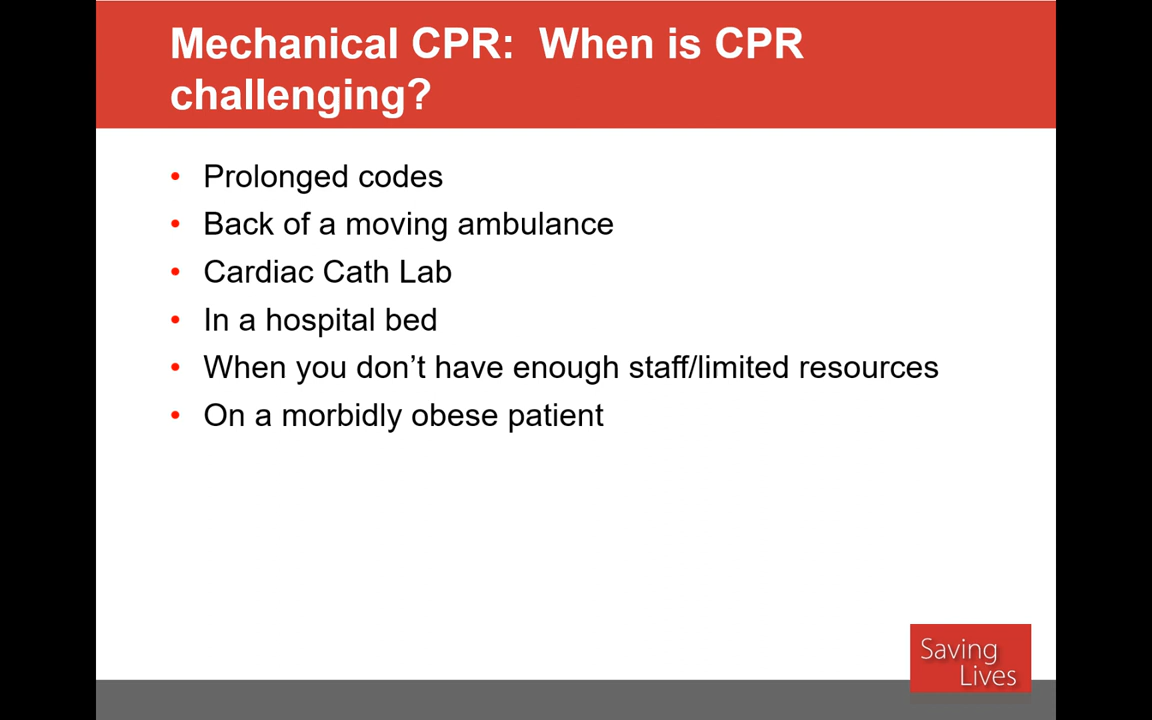 Mechanical CPR:  When is CPR
challenging?
• Prolonged codes
• Back of a moving ambulance
• Cardiac Cath Lab
• In a hospital bed
• When you don’t have enough staff/limited resources
• On a morbidly obese patient
Saving
Lives